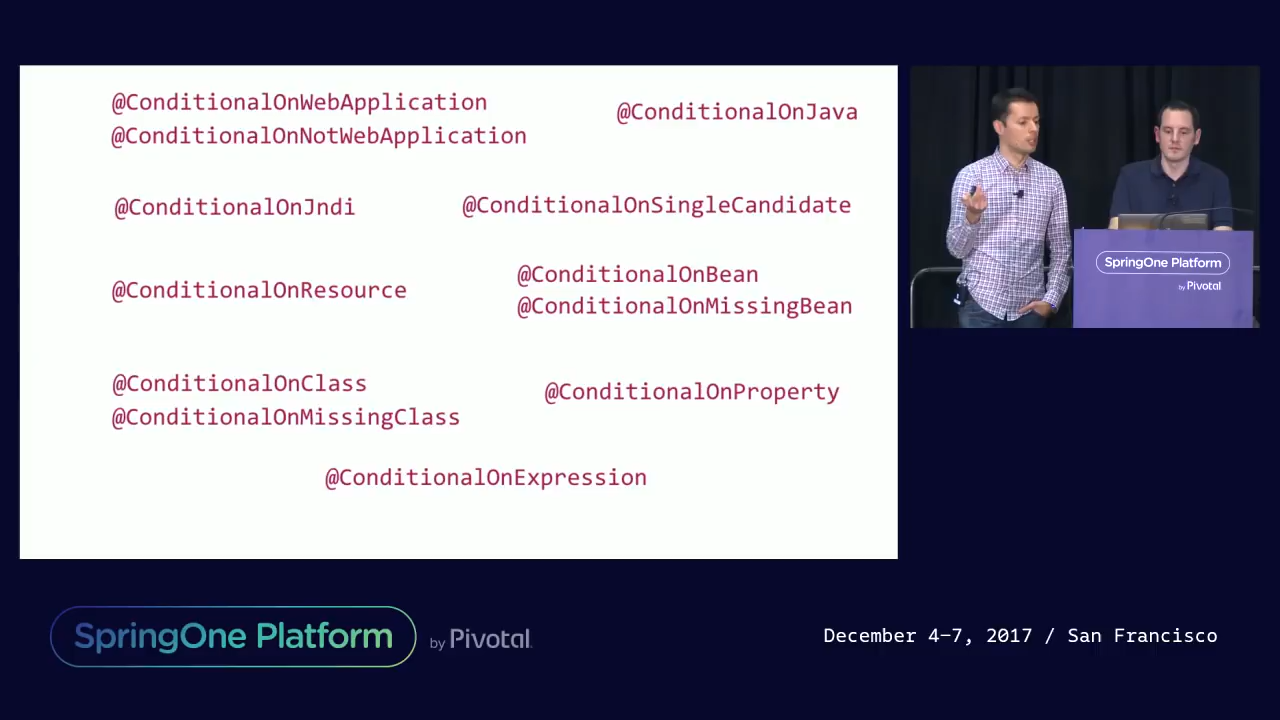 @ConditionalOnWebApplication
@ConditionalOnNotWebApplication
@ConditionalOnJava
@ConditionalOnJndi
@ConditionalOnSingleCandidate
@ConditionalOnResource
@ConditionalOnBean
@ConditionalOnMissingBean
@ConditionalOnClass
@ConditionalOnMissingClass
@ConditionalOnProperty
@ConditionalOnExpression
SpringOne Platform
by Pivotal
SpringOne Platform by Pivotal.
December 4–7, 2017 / San Francisco